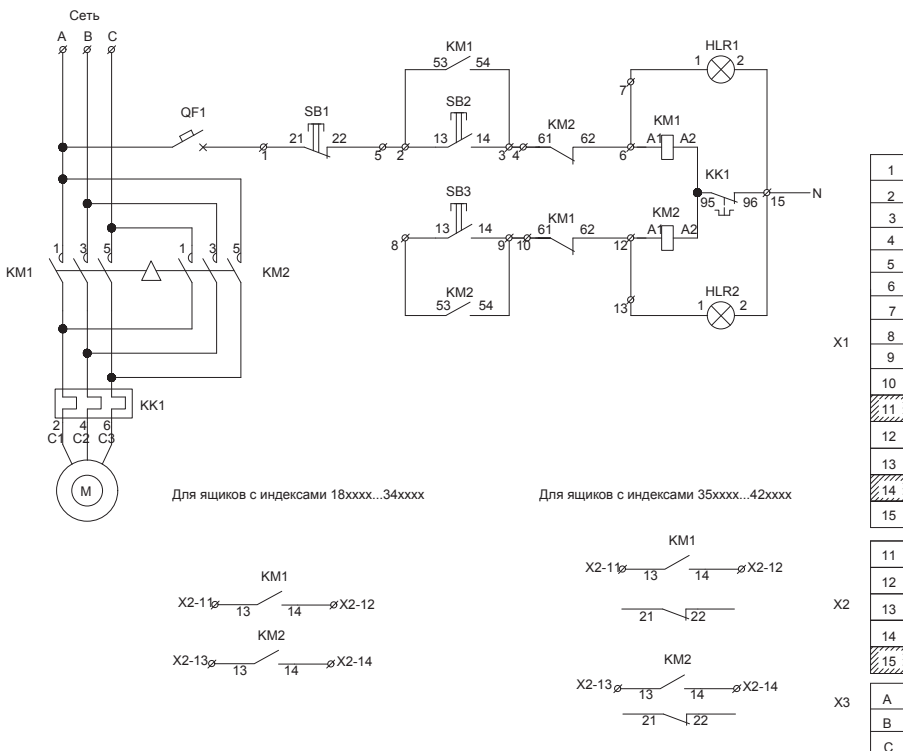 Сеть
A B C
QF1
SB1
21 22
1
5
KM1
53 54
SB2
13 14
2
3 4
KM2
61 62
6
7
HLR1
1 2
KM1
A1 A2
KK1
95 96
15
N
SB3
13 14
8
9 10
KM1
61 62
12
KM2
A1 A2
KM2
53 54
13
HLR2
1 2
KM1
1 3 5
1 3 5
KM2
KK1
2 4 6
C1 C2 C3
M
Для ящиков с индексами 18xxxx...34xxxx
KM1
X2-11 13 14 X2-12
KM2
X2-13 13 14 X2-14
Для ящиков с индексами 35xxxx...42xxxx
KM1
X2-11 13 14 X2-12
21 22
KM2
X2-13 13 14 X2-14
21 22
X1
1
2
3
4
5
6
7
8
9
10
11
12
13
14
15
X2
11
12
13
14
15
X3
A
B
C